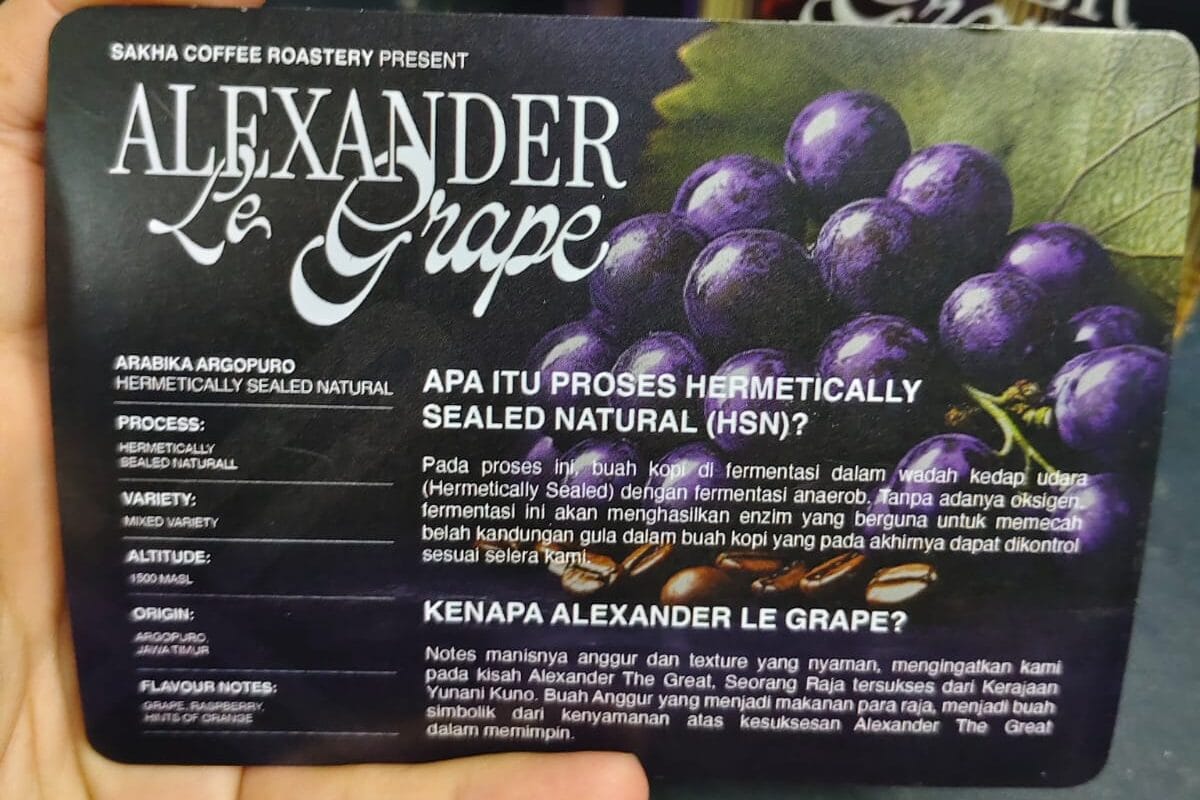 SAKHA COFFEE ROASTERY PRESENT
ALEXANDER
Le Grape
ARABIKA ARGOPURO
HERMETICALLY SEALED NATURAL
PROCESS:
HERMETICALLY
SEALED NATURALL
VARIETY:
MIXED VARIETY
ALTITUDE:
1500 MASL
ORIGIN:
ARGOPURO,
JAWA TIMUR
FLAVOUR NOTES:
GRAPE, RASPBERRY,
HINTS OF ORANGE
APA ITU PROSES HERMETICALLY
SEALED NATURAL (HSN)?
Pada proses ini, buah kopi di fermentasi dalam wadah kedap udara
(Hermetically Sealed) dengan fermentasi anaerob. Tanpa adanya oksigen,
fermentasi ini akan menghasilkan enzim yang berguna untuk memecah
belah kandungan gula dalam buah kopi yang pada akhirnya dapat dikontrol
sesuai selera kami.
KENAPA ALEXANDER LE GRAPE?
Notes manisnya anggur dan texture yang nyaman, mengingatkan kami
pada kisah Alexander The Great, Seorang Raja tersukses dari Kerajaan
Yunani Kuno. Buah Anggur yang menjadi makanan para raja, menjadi buah
simbolik dari kenyamanan atas kesuksesan Alexander The Great
dalam memimpin.